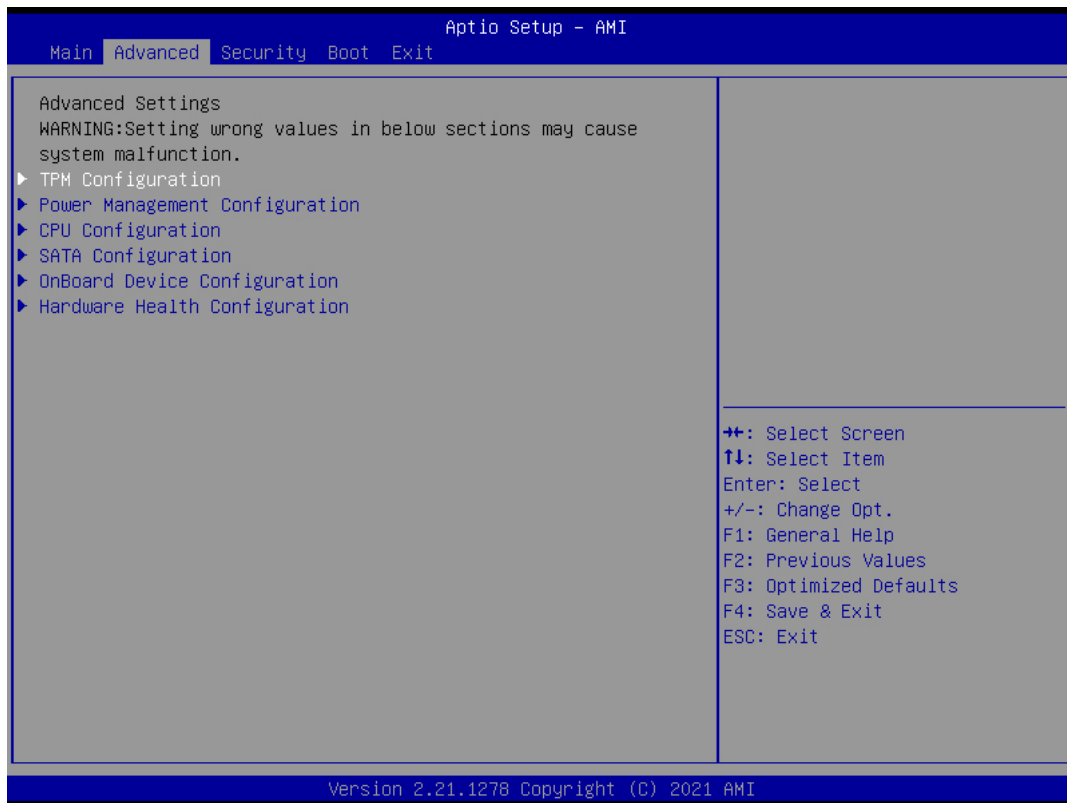 Aptio Setup – AMI
Main Advanced Security Boot Exit
Advanced Settings
WARNING:Setting wrong values in below sections may cause
system malfunction.
▶ TPM Configuration
▶ Power Management Configuration
▶ CPU Configuration
▶ SATA Configuration
▶ OnBoard Device Configuration
▶ Hardware Health Configuration
→←: Select Screen
↑↓: Select Item
Enter: Select
+/-: Change Opt.
F1: General Help
F2: Previous Values
F3: Optimized Defaults
F4: Save & Exit
ESC: Exit
Version 2.21.1278 Copyright (C) 2021 AMI